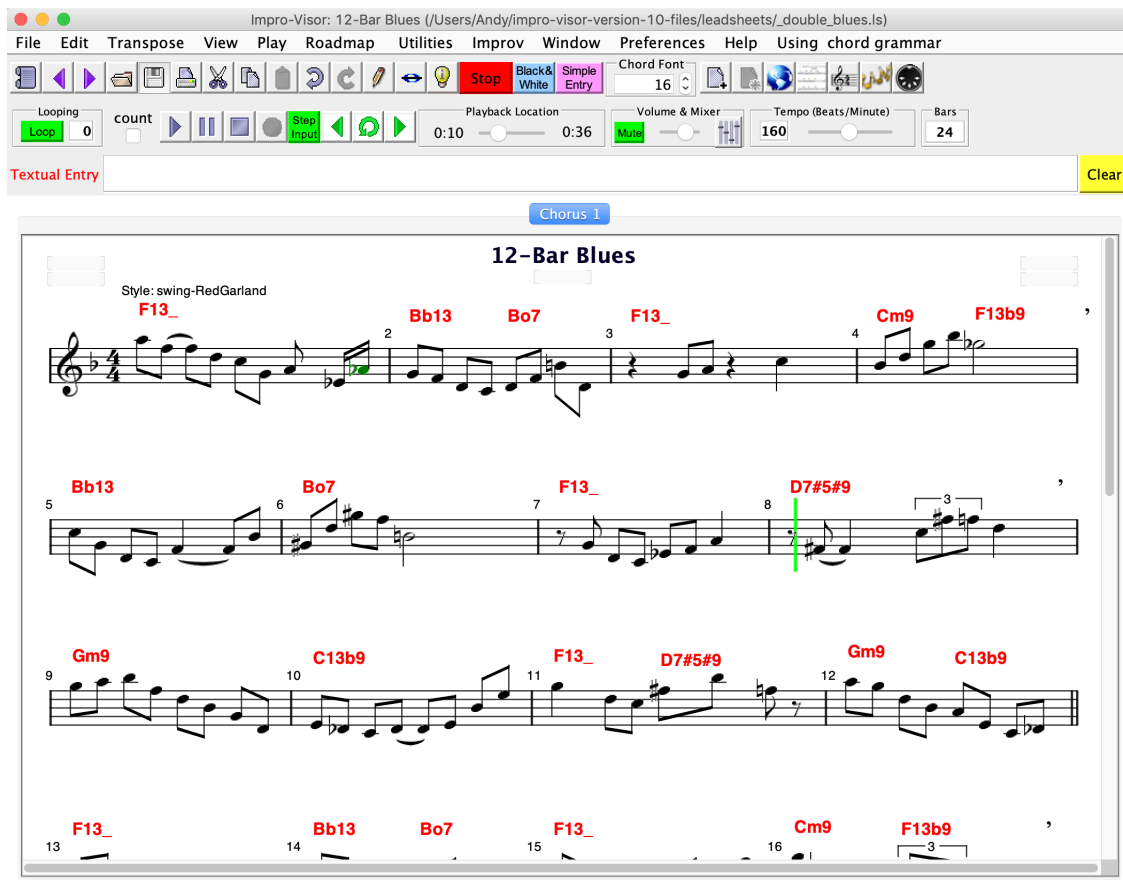 Impro-Visor: 12-Bar Blues (/Users/Andy/impro-visor-version-10-files/leadsheets/_double_blues.ls)
File Edit Transpose View Play Roadmap Utilities Improv Window Preferences Help Using chord grammar
Stop Black& White Simple Entry Chord Font 16
Looping Loop 0 count Step Input Playback Location 0:10 0:36 Volume & Mixer Mute Tempo (Beats/Minute) 160 Bars 24
Textual Entry Clear
Chorus 1
12-Bar Blues
Style: swing-RedGarland
F13_ Bb13 Bo7 F13_ Cm9 F13b9 ,
2 3 4
4
4
Bb13 Bo7 F13_ D7#5#9 ,
5 6 7 8 3
Gm9 C13b9 F13_ D7#5#9 Gm9 C13b9
9 10 11 12
F13_ Bb13 Bo7 F13_ Cm9 F13b9 ,
13 14 15 16 3